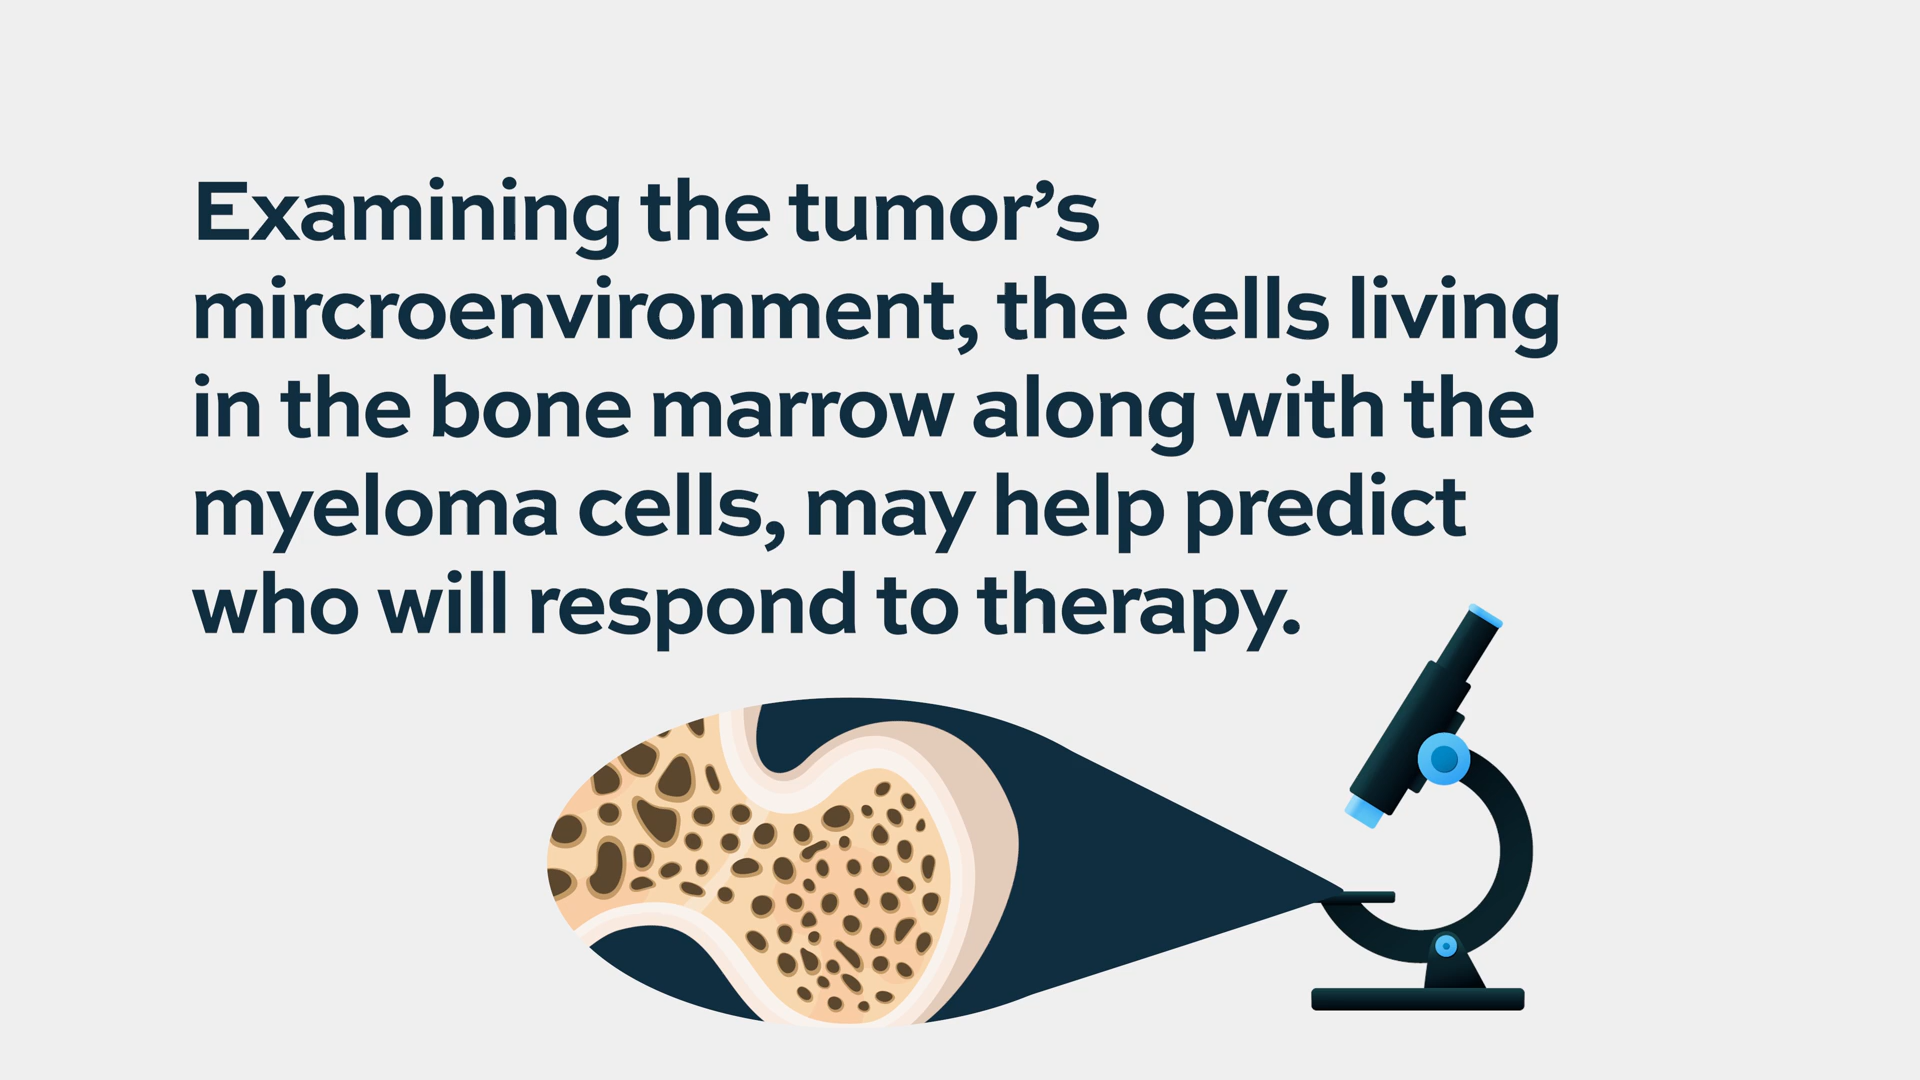 Examining the tumor’s
mircroenvironment, the cells living
in the bone marrow along with the
myeloma cells, may help predict
who will respond to therapy.